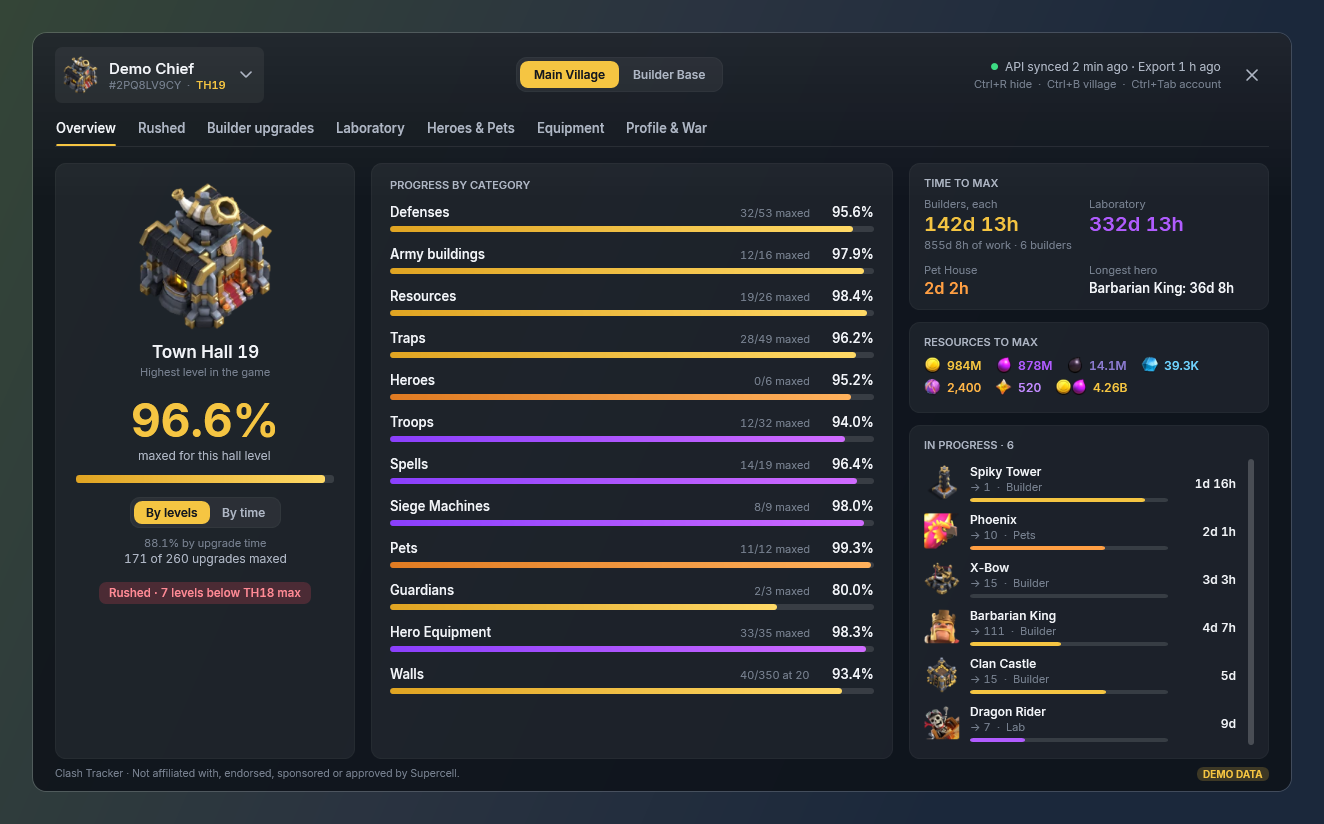 Demo Chief
#2PQ8LV9CY · TH19
Main Village
Builder Base
API synced 2 min ago · Export 1 h ago
Ctrl+R hide · Ctrl+B village · Ctrl+Tab account
Overview
Rushed
Builder upgrades
Laboratory
Heroes & Pets
Equipment
Profile & War
Town Hall 19
Highest level in the game
96.6%
maxed for this hall level
By levels
By time
88.1% by upgrade time
171 of 260 upgrades maxed
Rushed · 7 levels below TH18 max
PROGRESS BY CATEGORY
Defenses 32/53 maxed 95.6%
Army buildings 12/16 maxed 97.9%
Resources 19/26 maxed 98.4%
Traps 28/49 maxed 96.2%
Heroes 0/6 maxed 95.2%
Troops 12/32 maxed 94.0%
Spells 14/19 maxed 96.4%
Siege Machines 8/9 maxed 98.0%
Pets 11/12 maxed 99.3%
Guardians 2/3 maxed 80.0%
Hero Equipment 33/35 maxed 98.3%
Walls 40/350 at 20 93.4%
TIME TO MAX
Builders, each
142d 13h
855d 8h of work · 6 builders
Laboratory
332d 13h
Pet House
2d 2h
Longest hero
Barbarian King: 36d 8h
RESOURCES TO MAX
984M 878M 14.1M 39.3K
2,400 520 4.26B
IN PROGRESS · 6
Spiky Tower
→ 1 · Builder
1d 16h
Phoenix
→ 10 · Pets
2d 1h
X-Bow
→ 15 · Builder
3d 3h
Barbarian King
→ 111 · Builder
4d 7h
Clan Castle
→ 15 · Builder
5d
Dragon Rider
→ 7 · Lab
9d
Clash Tracker · Not affiliated with, endorsed, sponsored or approved by Supercell.
DEMO DATA